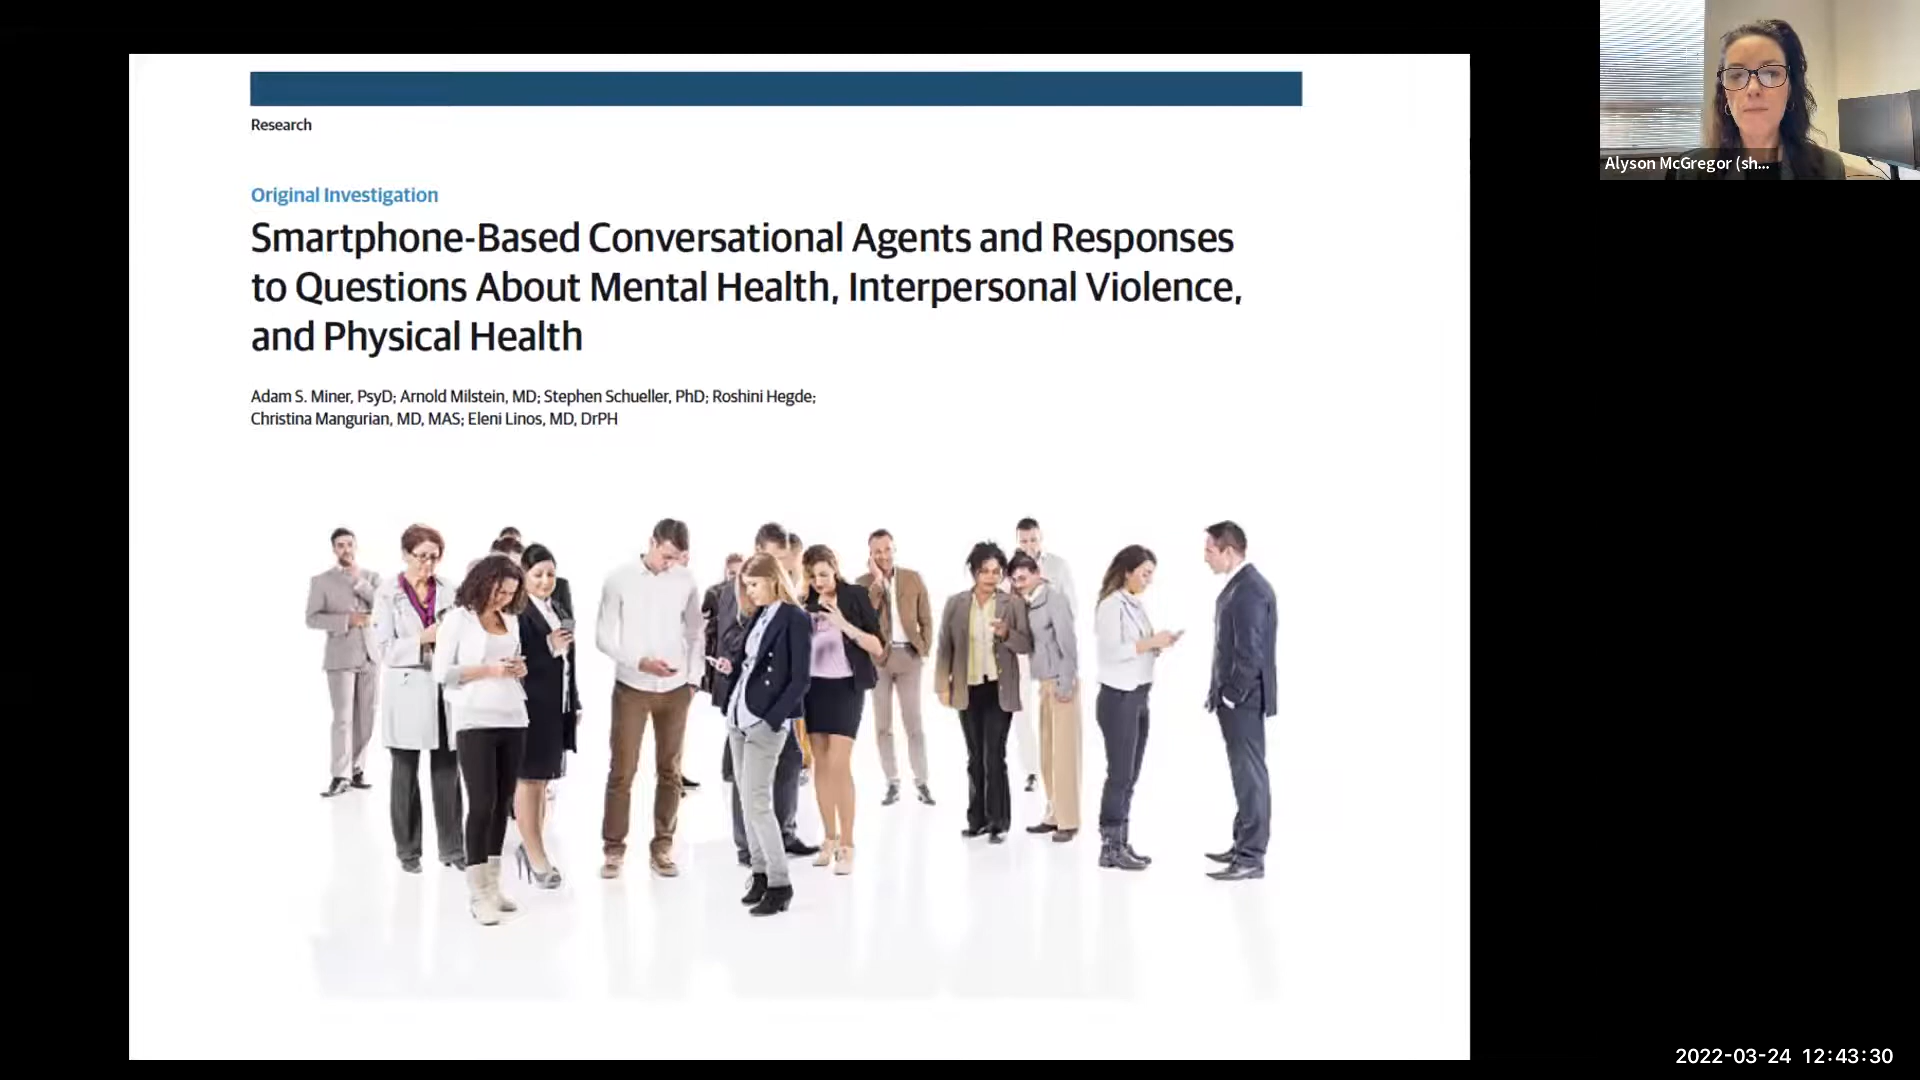 Research
Original Investigation
Smartphone-Based Conversational Agents and Responses
to Questions About Mental Health, Interpersonal Violence,
and Physical Health
Adam S. Miner, PsyD; Arnold Milstein, MD; Stephen Schueller, PhD; Roshini Hegde;
Christina Mangurian, MD, MAS; Eleni Linos, MD, DrPH
Alyson McGregor (sh...
2022-03-24 12:43:30